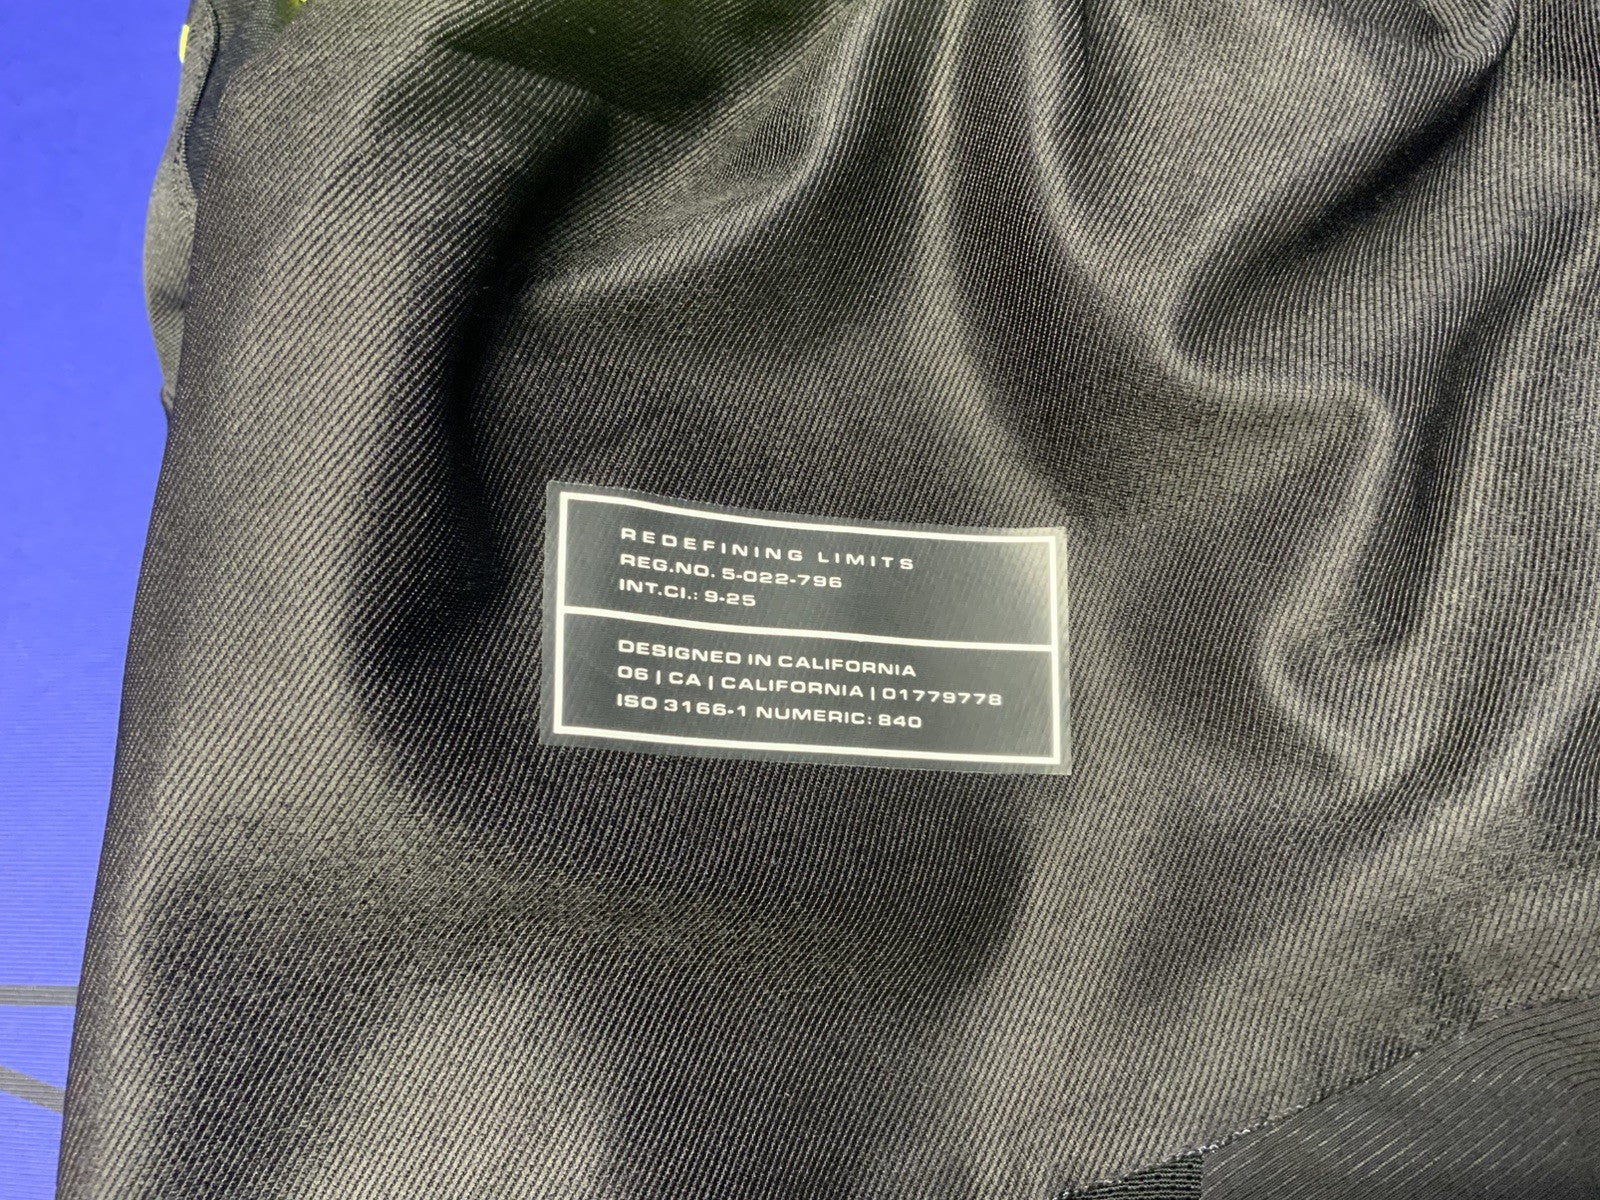 REDEFINING LIMITS
REG.NO. 5-022-796
INT.CI.: 9-25
DESIGNED IN CALIFORNIA
06 | CA | CALIFORNIA | 01779778
ISO 3166-1 NUMERIC: 840